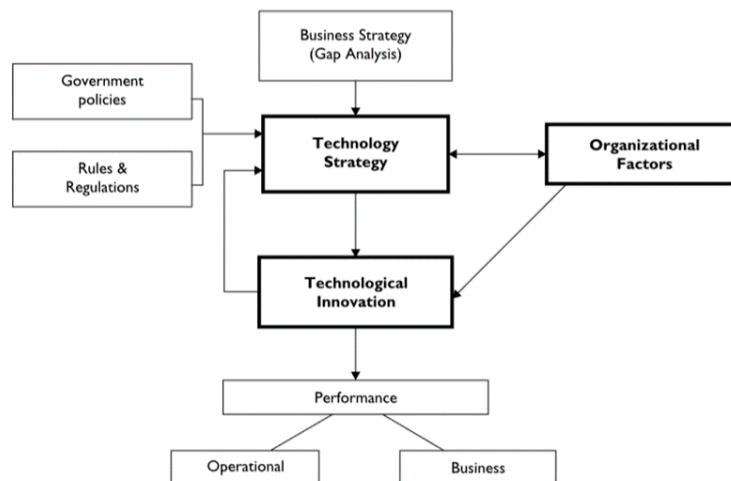 Business Strategy
(Gap Analysis)
Government
policies
Technology
Strategy
Organizational
Factors
Rules &
Regulations
Technological
Innovation
Performance
Operational
Business